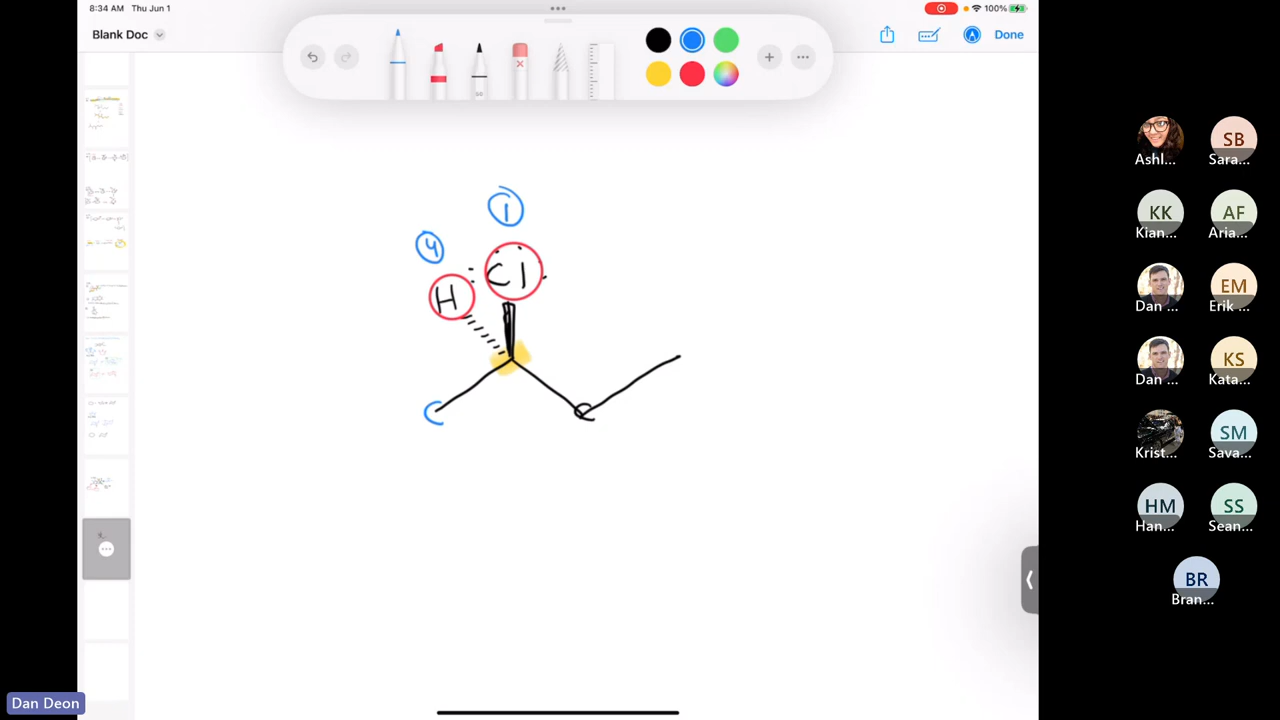 8:34 AM Thu Jun 1
100%
Blank Doc
Done
1
4
Cl
H
C
C
SB
Ashl...
Sara...
KK
AF
Kian...
Aria...
EM
Dan ...
Erik ...
KS
Dan ...
Kata...
SM
Krist...
Sava...
HM
SS
Han...
Sean...
BR
Bran...
Dan Deon